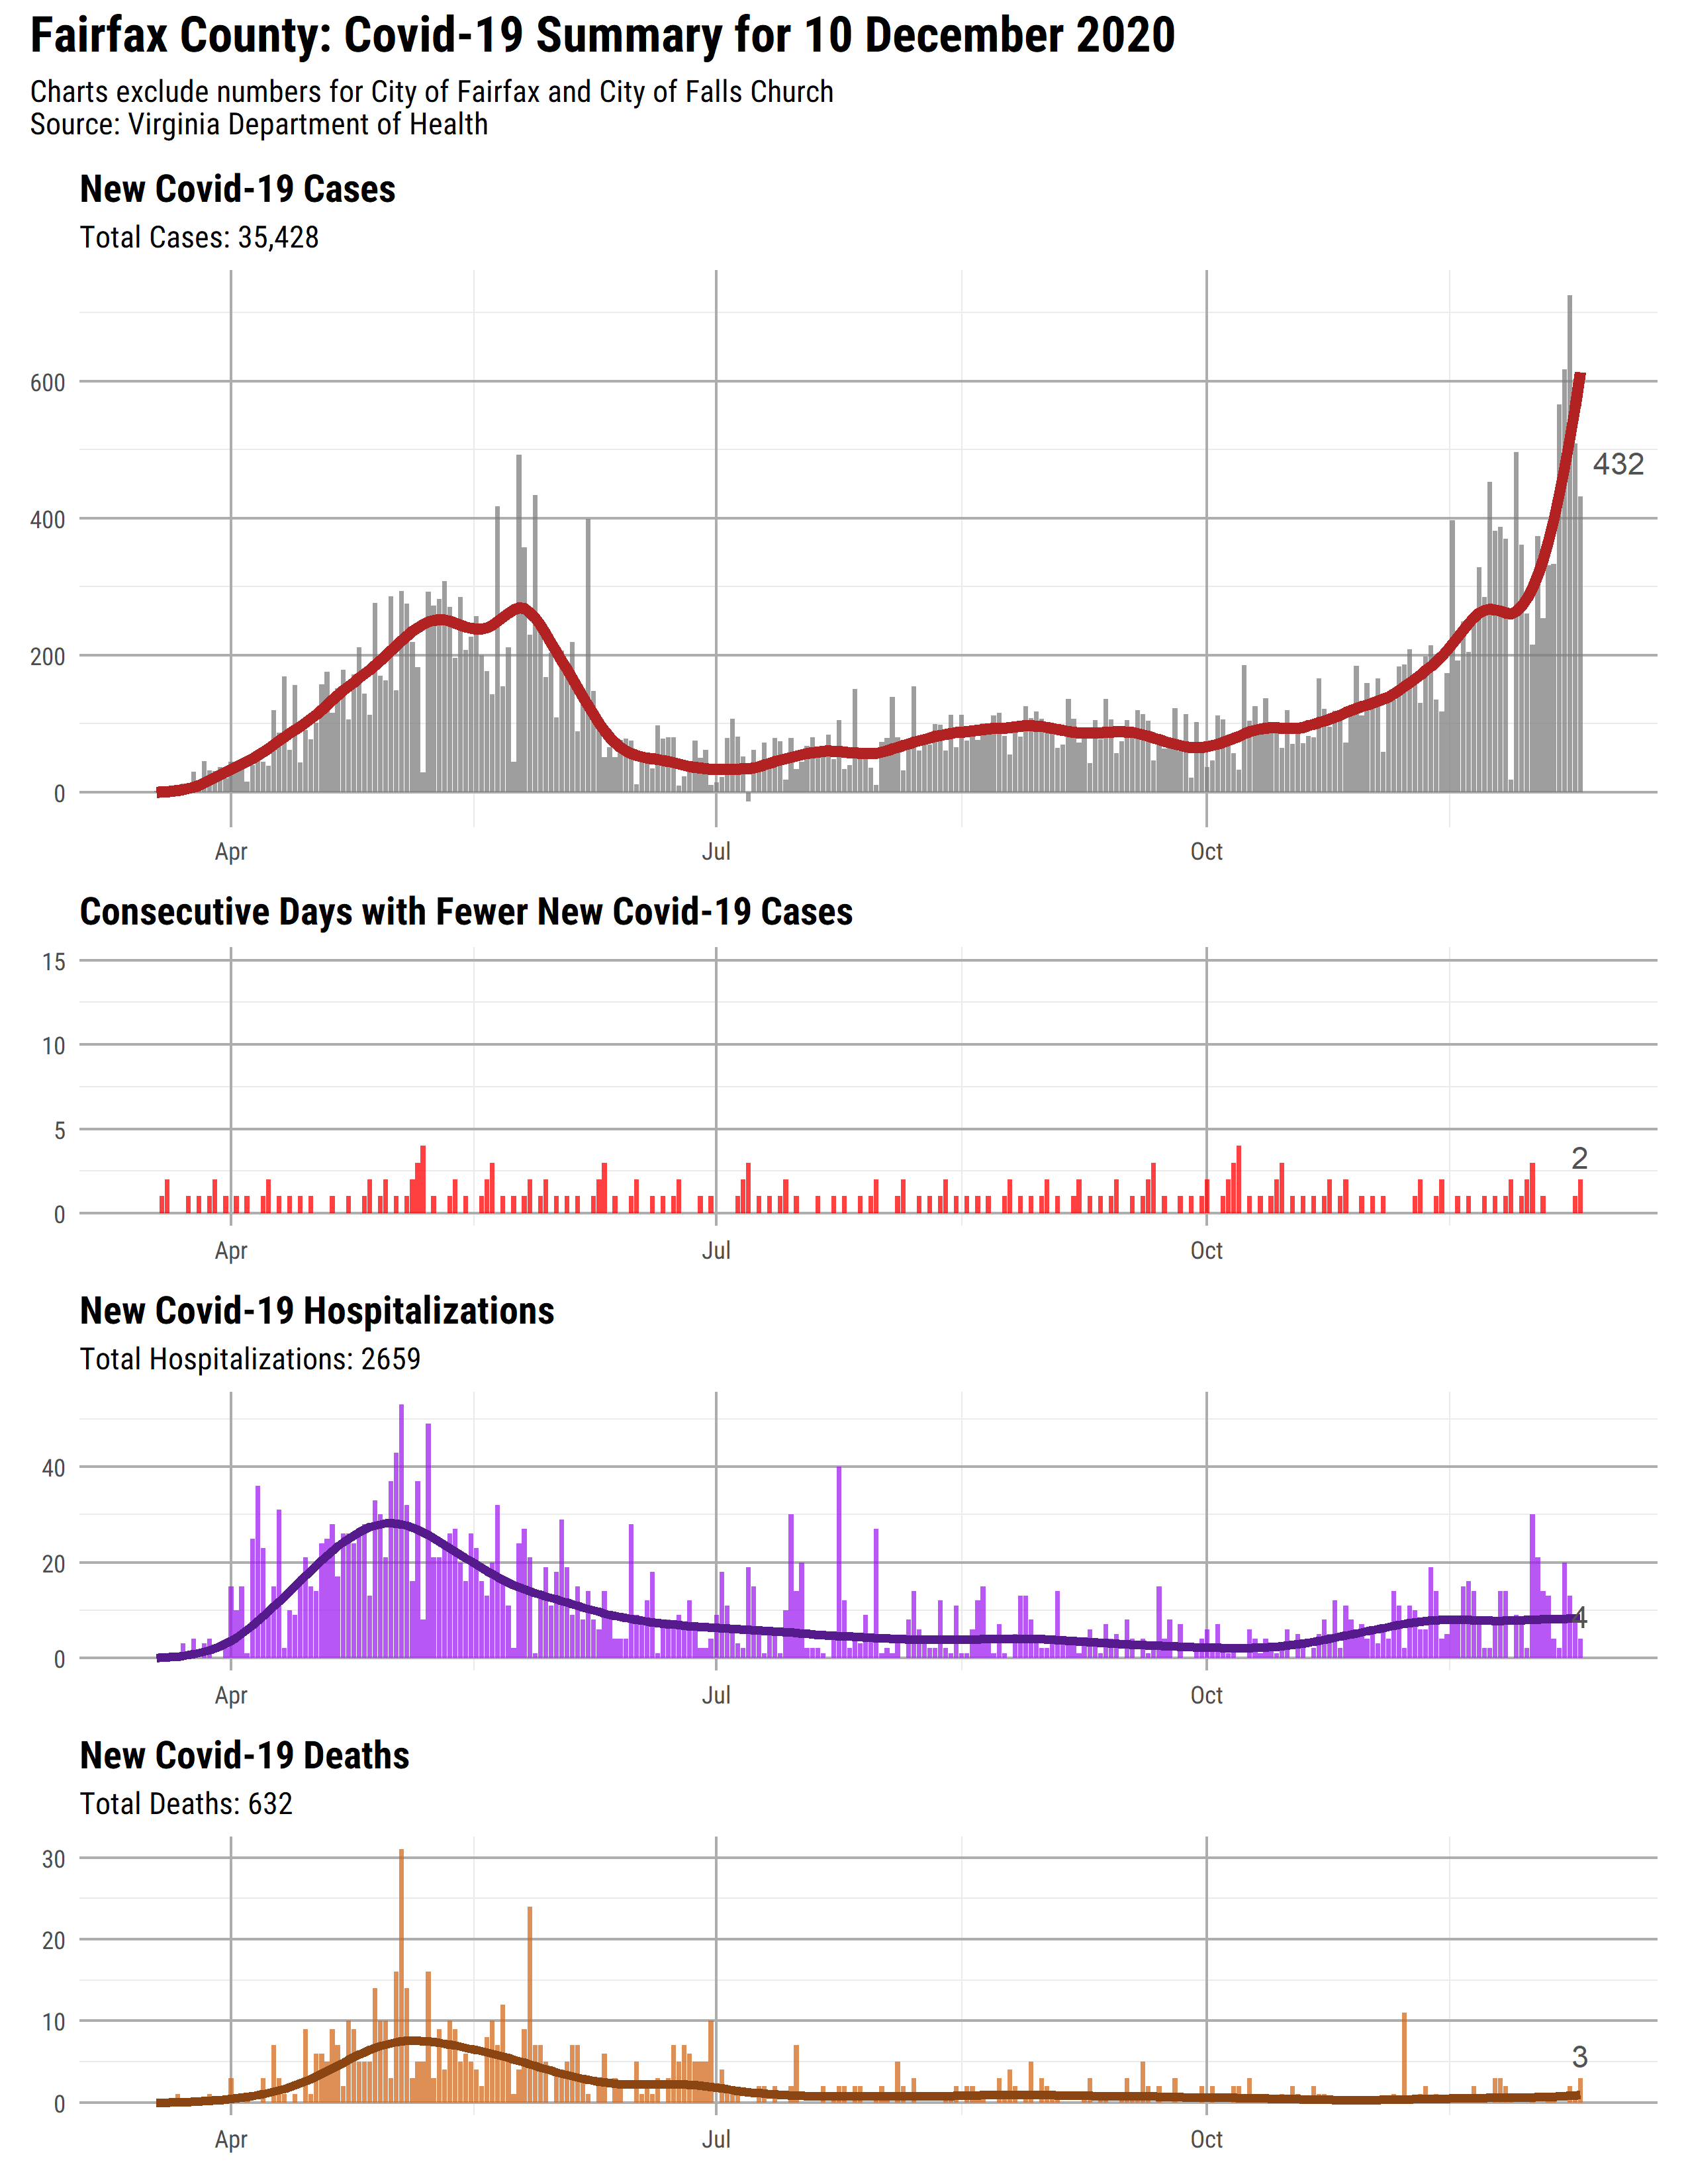 Fairfax County: Covid-19 Summary for 10 December 2020
Charts exclude numbers for City of Fairfax and City of Falls Church
Source: Virginia Department of Health
New Covid-19 Cases
Total Cases: 35,428
600
432
400
200
0
Apr Jul Oct
Consecutive Days with Fewer New Covid-19 Cases
15
10
5
2
0
Apr Jul Oct
New Covid-19 Hospitalizations
Total Hospitalizations: 2659
40
20
4
0
Apr Jul Oct
New Covid-19 Deaths
Total Deaths: 632
30
20
10
3
0
Apr Jul Oct